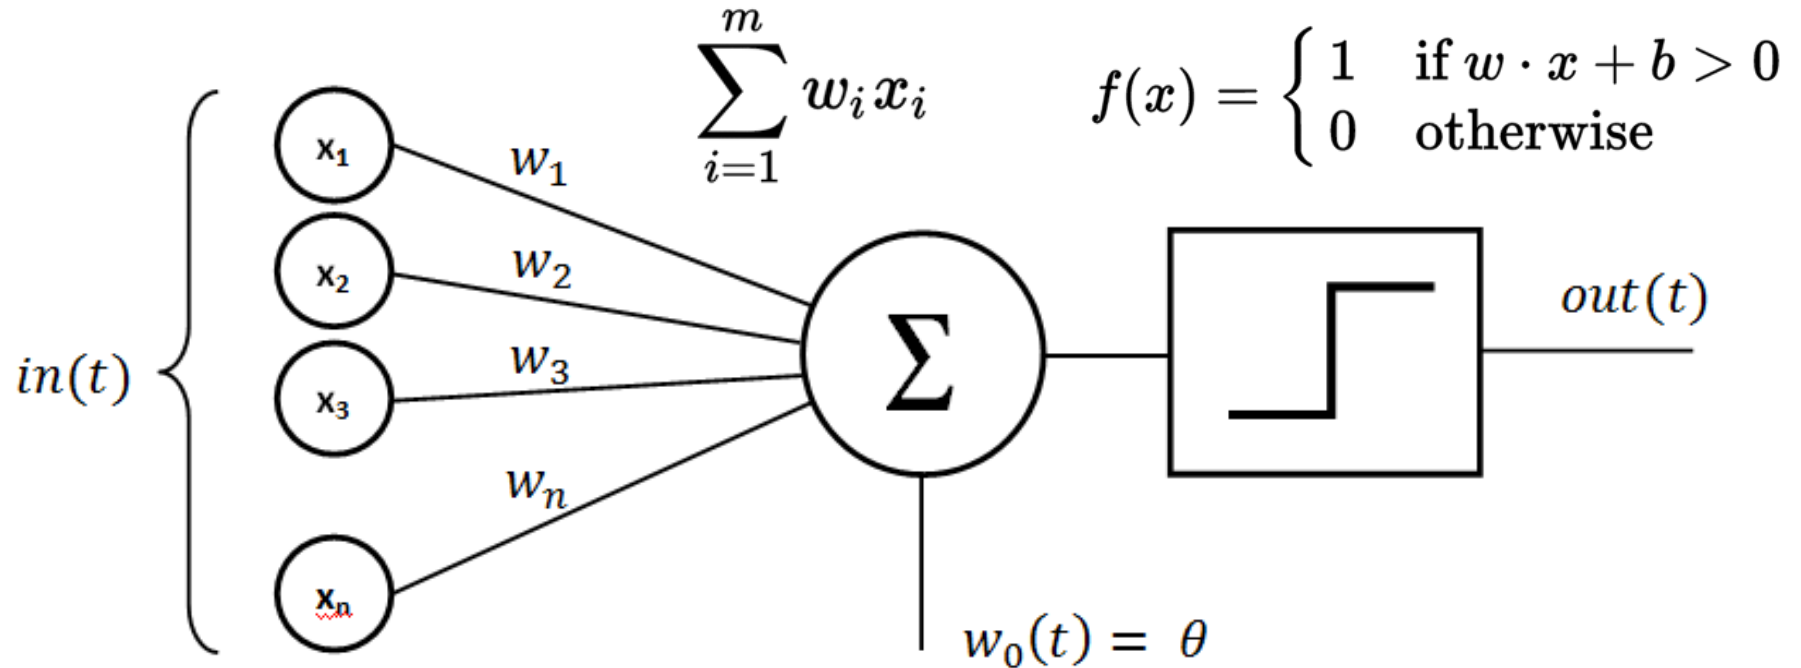 m
∑ wᵢxᵢ
i=1
f(x) = { 1 if w · x + b > 0
0 otherwise
in(t)
x₁
w₁
x₂
w₂
x₃
w₃
xₙ
wₙ
Σ
out(t)
w₀(t) = θ